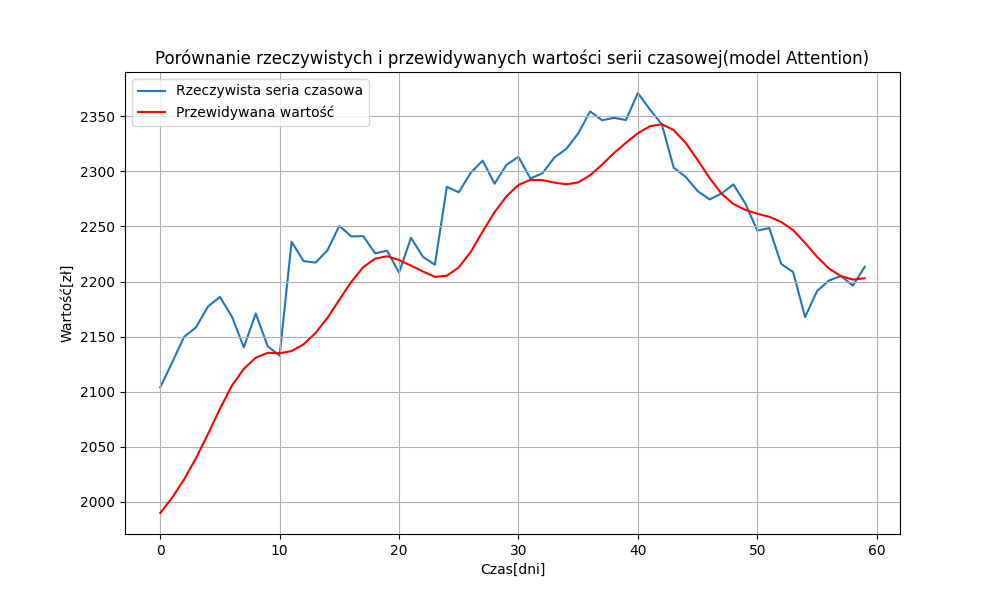 Porównanie rzeczywistych i przewidywanych wartości serii czasowej(model Attention)
Rzeczywista seria czasowa
Przewidywana wartość
2350
2300
2250
2200
2150
2100
2050
2000
Wartość[zł]
0 10 20 30 40 50 60
Czas[dni]